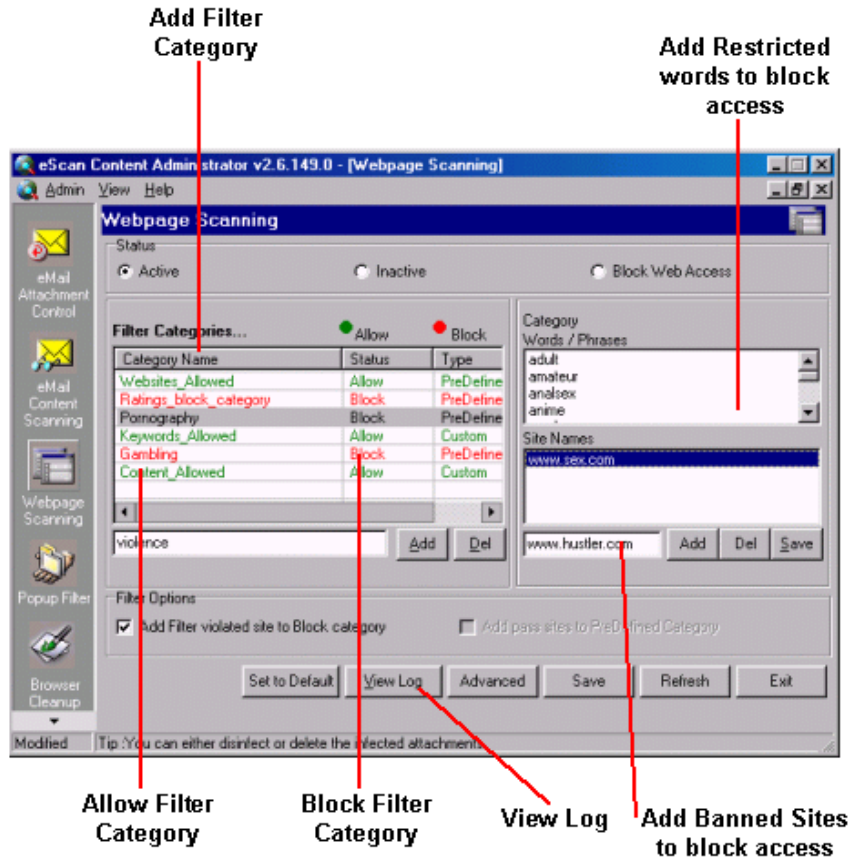 Add Filter
Category
Add Restricted
words to block
access
eScan Content Administrator v2.6.149.0 - [Webpage Scanning]
Admin View Help
Webpage Scanning
eMail
Attachment
Control
eMail
Content
Scanning
Webpage
Scanning
Popup Filter
Browser
Cleanup
Status
Active Inactive Block Web Access
Filter Categories... Allow Block
Category Name Status Type
Websites_Allowed Allow PreDefine
Ratings_block_category Block PreDefine
Pornography Block PreDefine
Keywords_Allowed Allow Custom
Gambling Block PreDefine
Content_Allowed Allow Custom
violence Add Del
Category
Words / Phrases
adult
amateur
analsex
anime
Site Names
www.sex.com
www.hustler.com Add Del Save
Filter Options
Add Filter violated site to Block category Add pass sites to PreDefined Category
Set to Default View Log Advanced Save Refresh Exit
Modified Tip :You can either disinfect or delete the infected attachments
Allow Filter
Category
Block Filter
Category
View Log
Add Banned Sites
to block access